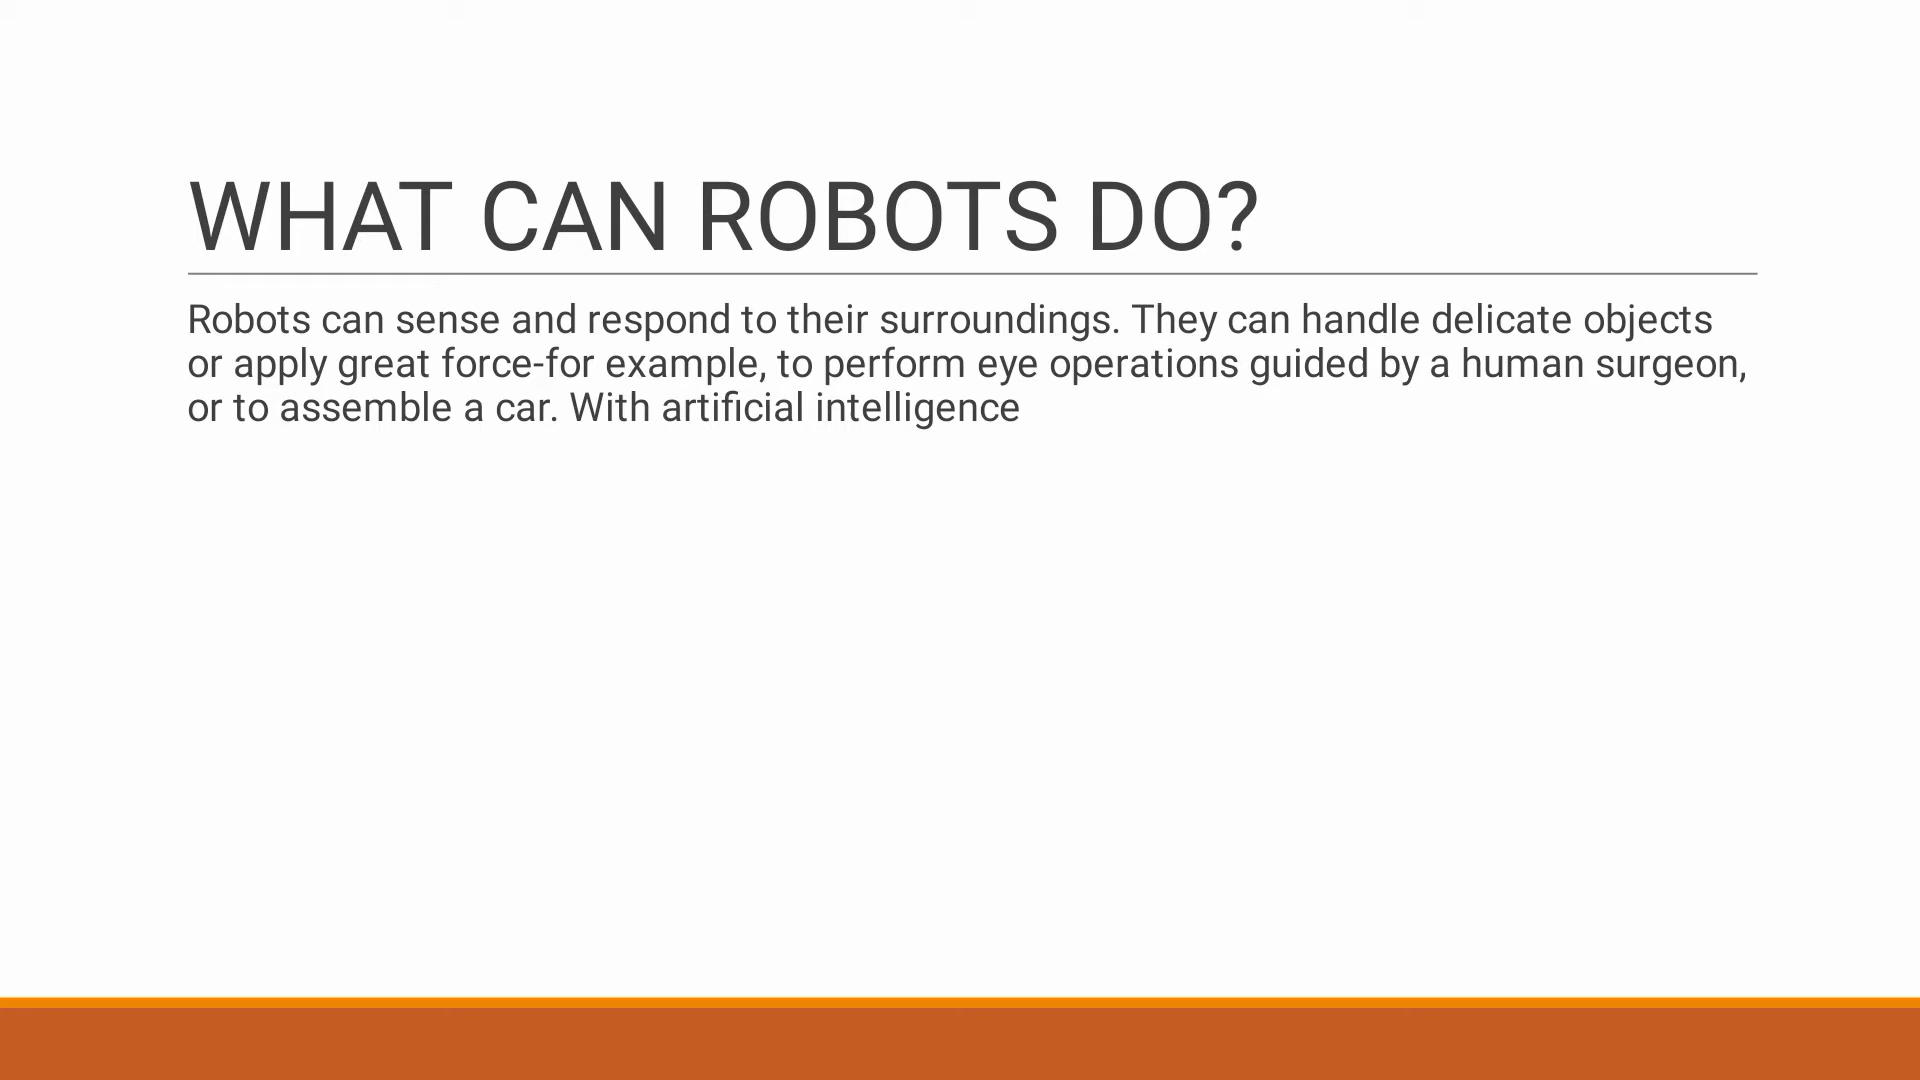 WHAT CAN ROBOTS DO?
Robots can sense and respond to their surroundings. They can handle delicate objects
or apply great force-for example, to perform eye operations guided by a human surgeon,
or to assemble a car. With artificial intelligence